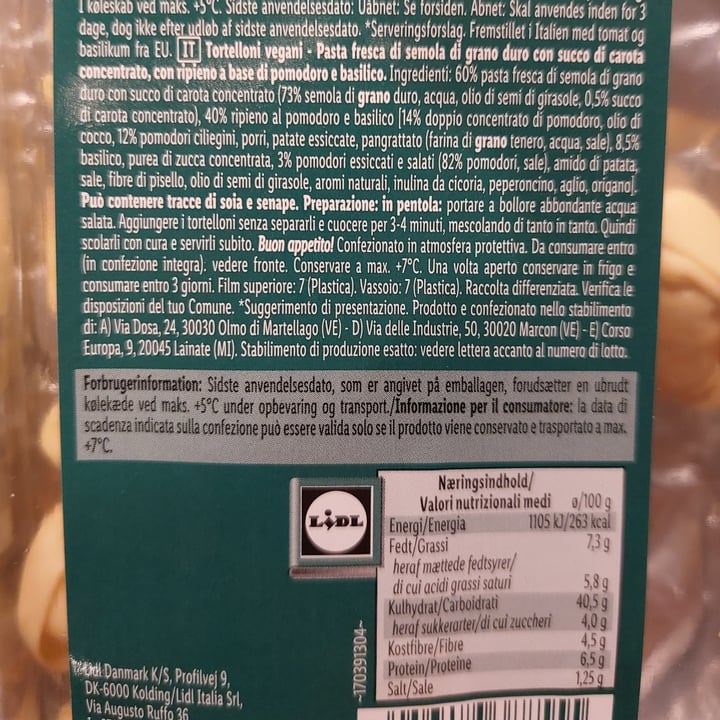 I køleskab ved maks. +5°C. Sidste anvendelsesdato: Uåbnet: Se forsiden. Åbnet: Skal anvendes inden for 3
dage, dog ikke efter udløb af sidste anvendelsesdato. *Serveringsforslag. Fremstillet i Italien med tomat og
basilikum fra EU. IT Tortelloni vegani - Pasta fresca di semola di grano duro con succo di carota
concentrato, con ripieno a base di pomodoro e basilico. Ingredienti: 60% pasta fresca di semola di grano
duro con succo di carota concentrato (73% semola di grano duro, acqua, olio di semi di girasole, 0,5% succo
di carota concentrato), 40% ripieno al pomodoro e basilico [14% doppio concentrato di pomodoro, olio di
cocco, 12% pomodori ciliegini, porri, patate essiccate, pangrattato (farina di grano tenero, acqua, sale), 8,5%
basilico, purea di zucca concentrata, 3% pomodori essiccati e salati (82% pomodori, sale), amido di patata,
sale, fibre di pisello, olio di semi di girasole, aromi naturali, inulina da cicoria, peperoncino, aglio, origano].
Può contenere tracce di soia e senape. Preparazione: in pentola: portare a bollore abbondante acqua
salata. Aggiungere i tortelloni senza separarli e cuocere per 3-4 minuti, mescolando di tanto in tanto. Quindi
scolarli con cura e servirli subito. Buon appetito! Confezionato in atmosfera protettiva. Da consumare entro
(in confezione integra): vedere fronte. Conservare a max. +7°C. Una volta aperto conservare in frigo e
consumare entro 3 giorni. Film superiore: 7 (Plastica). Vassoio: 7 (Plastica). Raccolta differenziata. Verifica le
disposizioni del tuo Comune. *Suggerimento di presentazione. Prodotto e confezionato nello stabilimento
di: A) Via Dosa, 24, 30030 Olmo di Martellago (VE) - D) Via delle Industrie, 50, 30020 Marcon (VE) - E) Corso
Europa, 9, 20045 Lainate (MI). Stabilimento di produzione esatto: vedere lettera accanto al numero di lotto.
Forbrugerinformation: Sidste anvendelsesdato, som er angivet på emballagen, forudsætter en ubrudt
kølekæde ved maks. +5°C under opbevaring og transport./Informazione per il consumatore: la data di
scadenza indicata sulla confezione può essere valida solo se il prodotto viene conservato e trasportato a max.
+7°C.
LIDL
Næringsindhold/
Valori nutrizionali medi ø/100 g
Energi/Energia 1105 kJ/263 kcal
Fedt/Grassi 7,3 g
heraf mættede fedtsyrer/
di cui acidi grassi saturi 5,8 g
Kulhydrat/Carboidrati 40,5 g
heraf sukkerarter/di cui zuccheri 4,0 g
Kostfibre/Fibre 4,5 g
Protein/Proteine 6,5 g
Salt/Sale 1,25 g
~170391304~
Lidl Danmark K/S, Profilvej 9,
DK-6000 Kolding/Lidl Italia Srl,
Via Augusto Ruffo 36